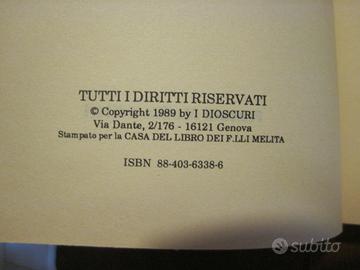 TUTTI I DIRITTI RISERVATI
© Copyright 1989 by I DIOSCURI
Via Dante, 2/176 - 16121 Genova
Stampato per la CASA DEL LIBRO DEI F.LLI MELITA
ISBN 88-403-6338-6
subito